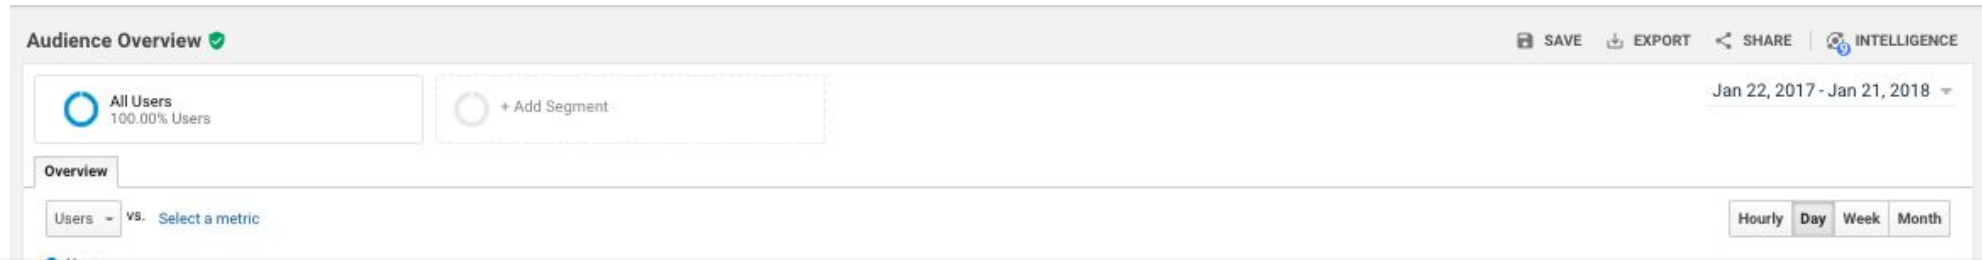 Audience Overview
SAVE EXPORT SHARE INTELLIGENCE
9
All Users
100.00% Users
+ Add Segment
Jan 22, 2017 - Jan 21, 2018
Overview
Users vs. Select a metric
Hourly Day Week Month